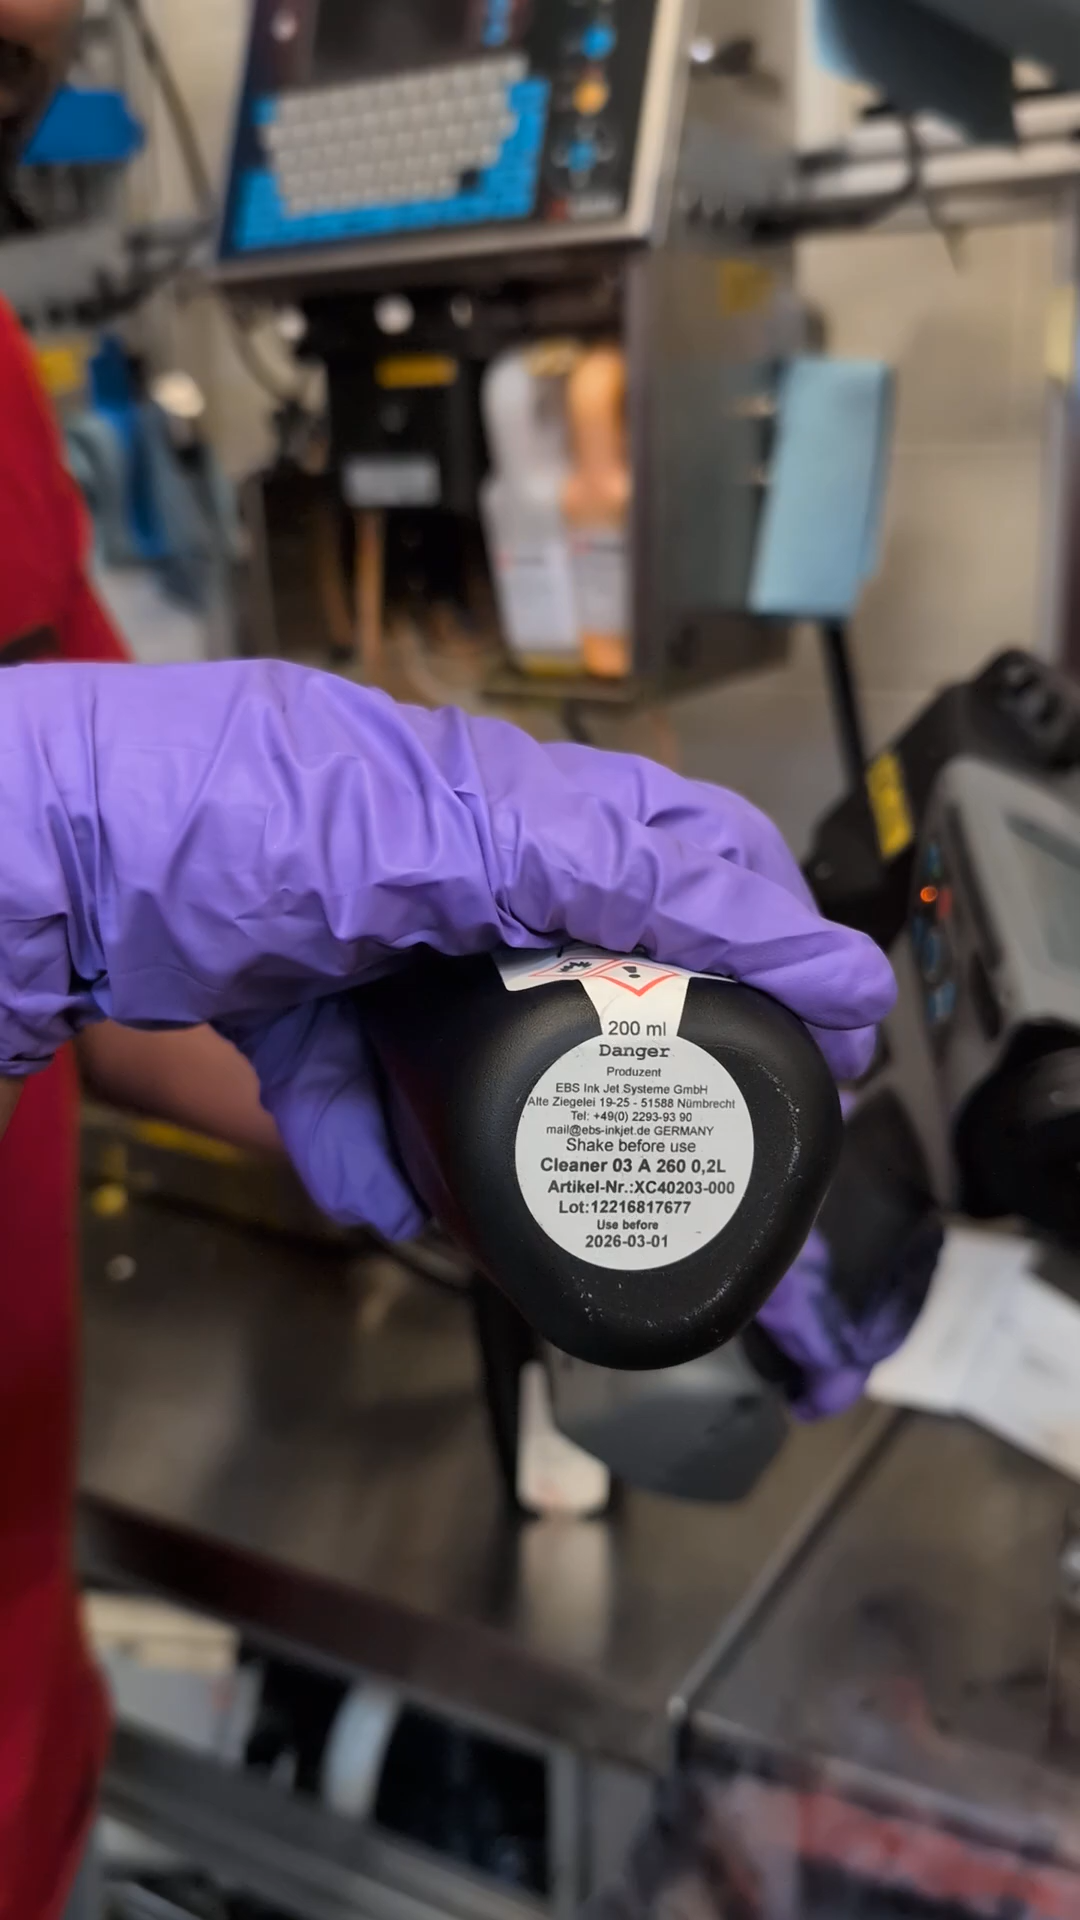 200 ml
Danger
Produzent
EBS Ink Jet Systeme GmbH
Alte Ziegelei 19-25 - 51588 Nümbrecht
Tel: +49(0) 2293-93 90
mail@ebs-inkjet.de GERMANY
Shake before use
Cleaner 03 A 260 0,2L
Artikel-Nr.:XC40203-000
Lot:12216817677
Use before
2026-03-01